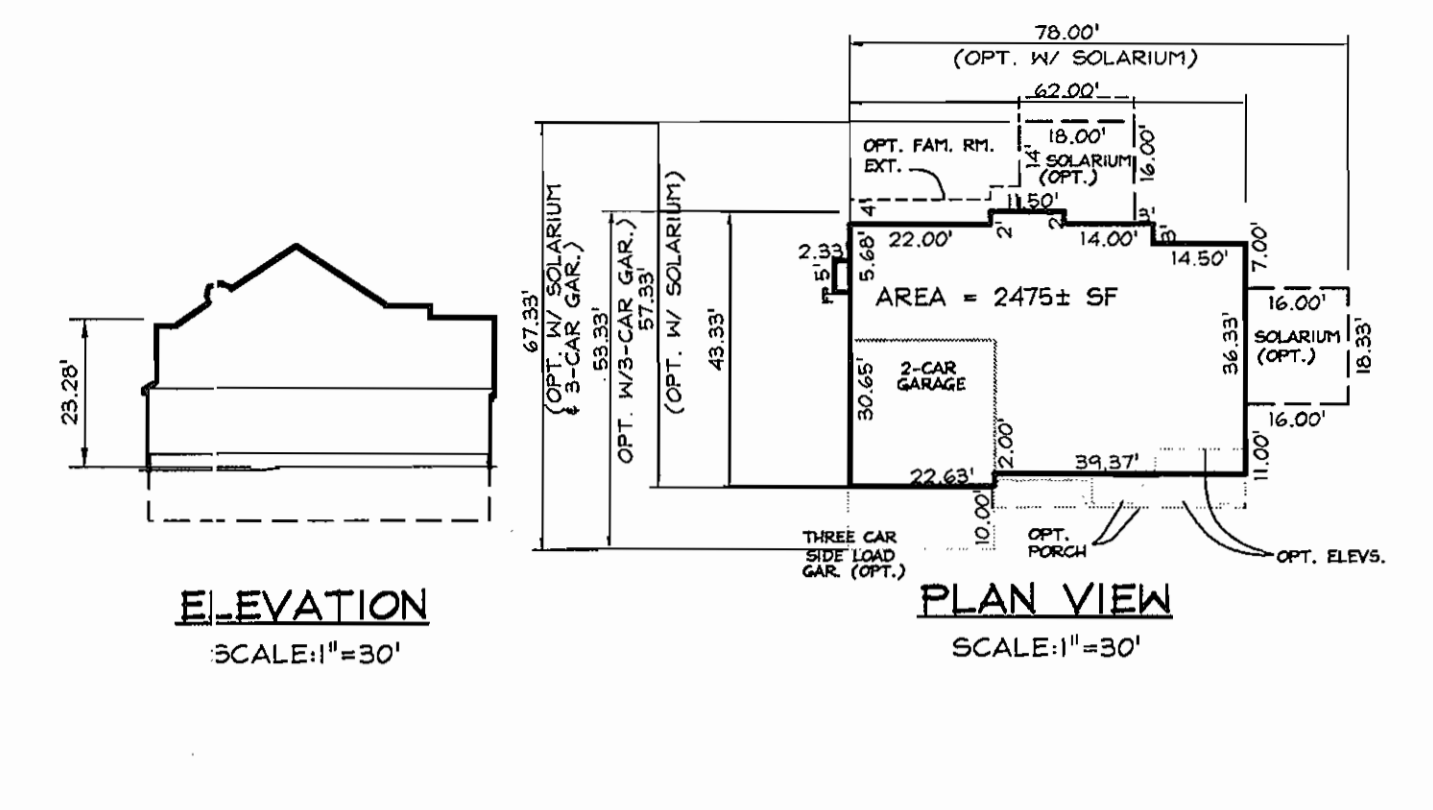 78.00'
(OPT. W/ SOLARIUM)
62.00'
OPT. FAM. RM.
EXT.
18.00'
14'
SOLARIUM
(OPT.)
16.00'
4'
22.00'
2'
2'
14.00'
3'
14.50'
7.00'
2.33'
5'
5.68'
AREA = 2475± SF
16.00'
SOLARIUM
(OPT.)
18.33'
16.00'
36.33'
11.00'
2-CAR
GARAGE
30.65'
22.63'
2.00'
39.37'
10.00'
THREE CAR
SIDE LOAD
GAR. (OPT.)
OPT.
PORCH
OPT. ELEVS.
67.33'
(OPT. W/ SOLARIUM
& 3-CAR GAR.)
53.33'
OPT. W/3-CAR GAR.)
57.33'
(OPT. W/ SOLARIUM)
43.33'
23.28'
ELEVATION
SCALE:1"=30'
PLAN VIEW
SCALE:1"=30'